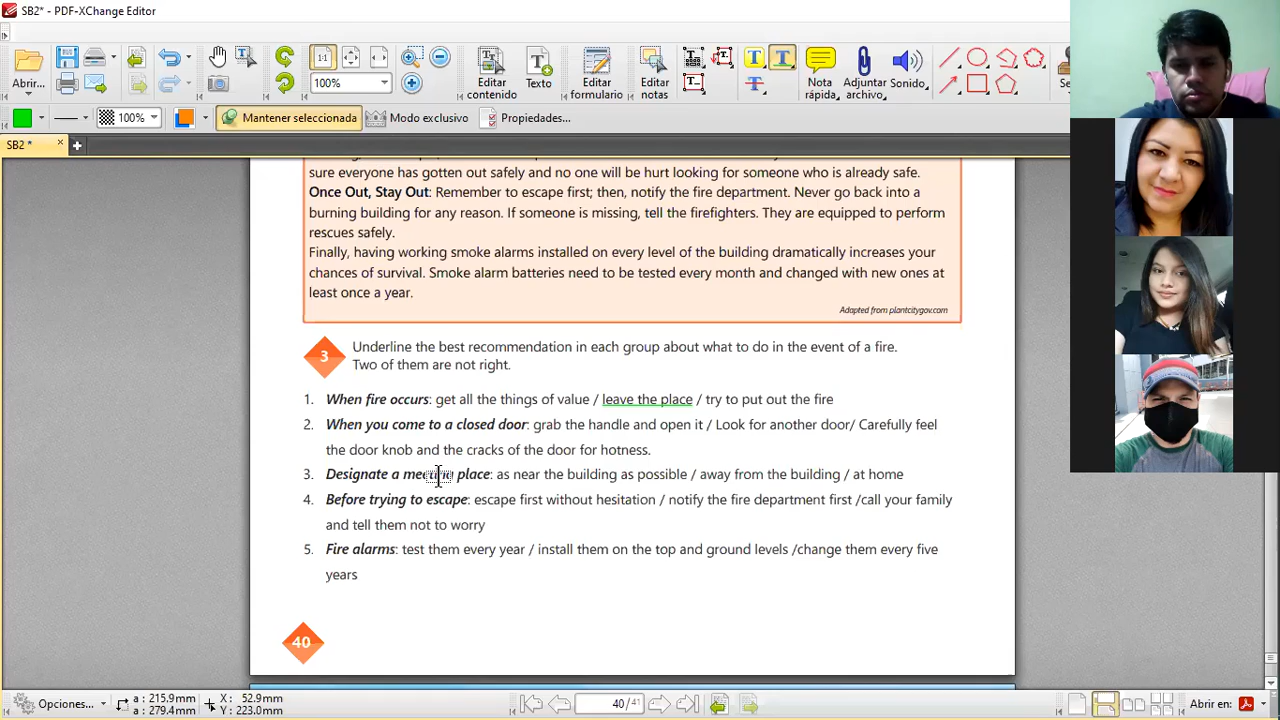 SB2* - PDF-XChange Editor
Abrir...
1:1
100%
Editar contenido
Texto
Editar formulario
Editar notas
Nota rápida
Adjuntar archivo
Sonido
100%
Mantener seleccionada
Modo exclusivo
Propiedades...
SB2 *
sure everyone has gotten out safely and no one will be hurt looking for someone who is already safe.
Once Out, Stay Out: Remember to escape first; then, notify the fire department. Never go back into a
burning building for any reason. If someone is missing, tell the firefighters. They are equipped to perform
rescues safely.
Finally, having working smoke alarms installed on every level of the building dramatically increases your
chances of survival. Smoke alarm batteries need to be tested every month and changed with new ones at
least once a year.
Adapted from plantcitygov.com
3
Underline the best recommendation in each group about what to do in the event of a fire.
Two of them are not right.
1. When fire occurs: get all the things of value / leave the place / try to put out the fire
2. When you come to a closed door: grab the handle and open it / Look for another door/ Carefully feel
the door knob and the cracks of the door for hotness.
3. Designate a place: as near the building as possible / away from the building / at home
4. Before trying to escape: escape first without hesitation / notify the fire department first /call your family
and tell them not to worry
5. Fire alarms: test them every year / install them on the top and ground levels /change them every five
years
40
Opciones...
a : 215.9mm
a : 279.4mm
X : 52.9mm
Y : 223.0mm
40 / 41
Abrir en: